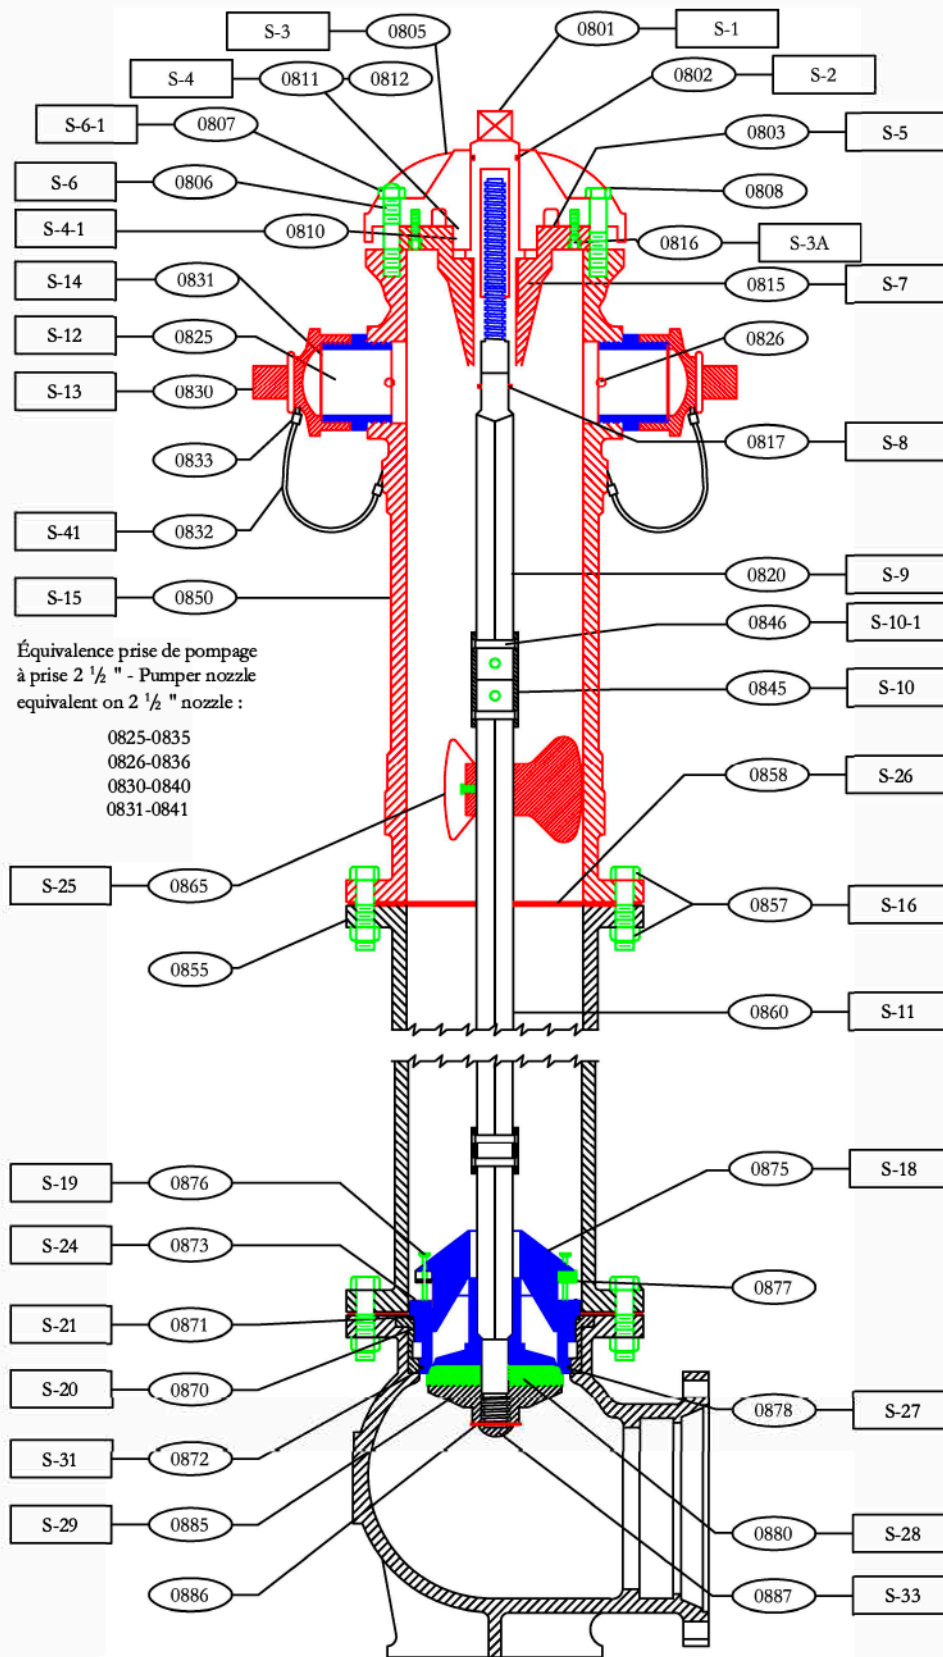 S-3 0805 0801 S-1
S-4 0811 0812 0802 S-2
S-6-1 0807 0803 S-5
S-6 0806 0808
S-4-1 0810 0816 S-3A
S-14 0831 0815 S-7
S-12 0825 0826
S-13 0830
0833 0817 S-8
S-41 0832
S-15 0850 0820 S-9
0846 S-10-1
Équivalence prise de pompage
à prise 2 ½ " - Pumper nozzle
equivalent on 2 ½ " nozzle :
0845 S-10
0825-0835
0826-0836
0830-0840
0831-0841
0858 S-26
S-25 0865 0857 S-16
0855
0860 S-11
S-19 0876 0875 S-18
S-24 0873 0877
S-21 0871
S-20 0870 0878 S-27
S-31 0872
S-29 0885 0880 S-28
0886 0887 S-33